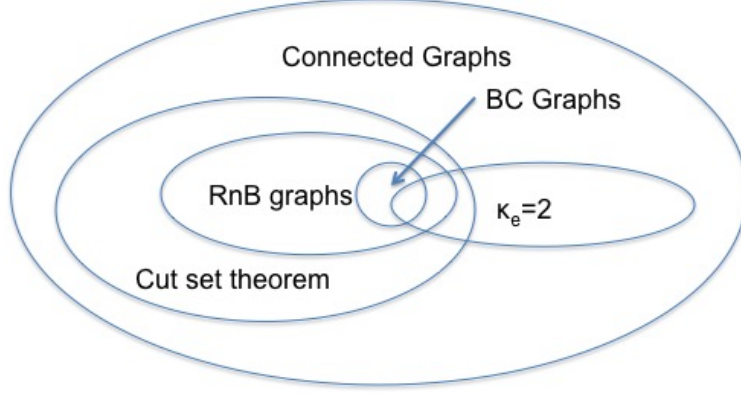 Connected Graphs
BC Graphs
RnB graphs
κₑ=2
Cut set theorem